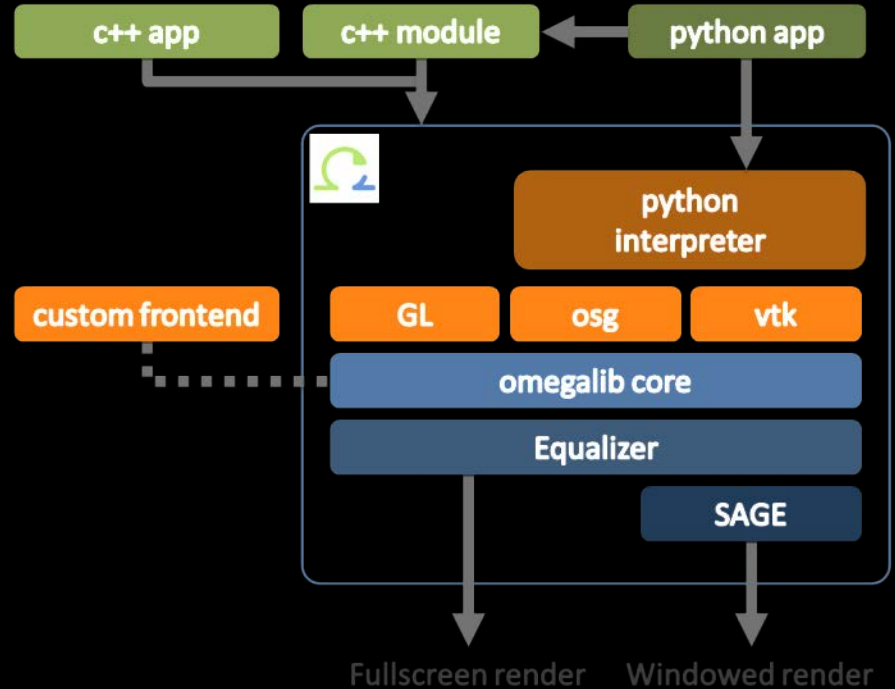 c++ app
c++ module
python app
python
interpreter
custom frontend
GL
osg
vtk
omegalib core
Equalizer
SAGE
Fullscreen render
Windowed render